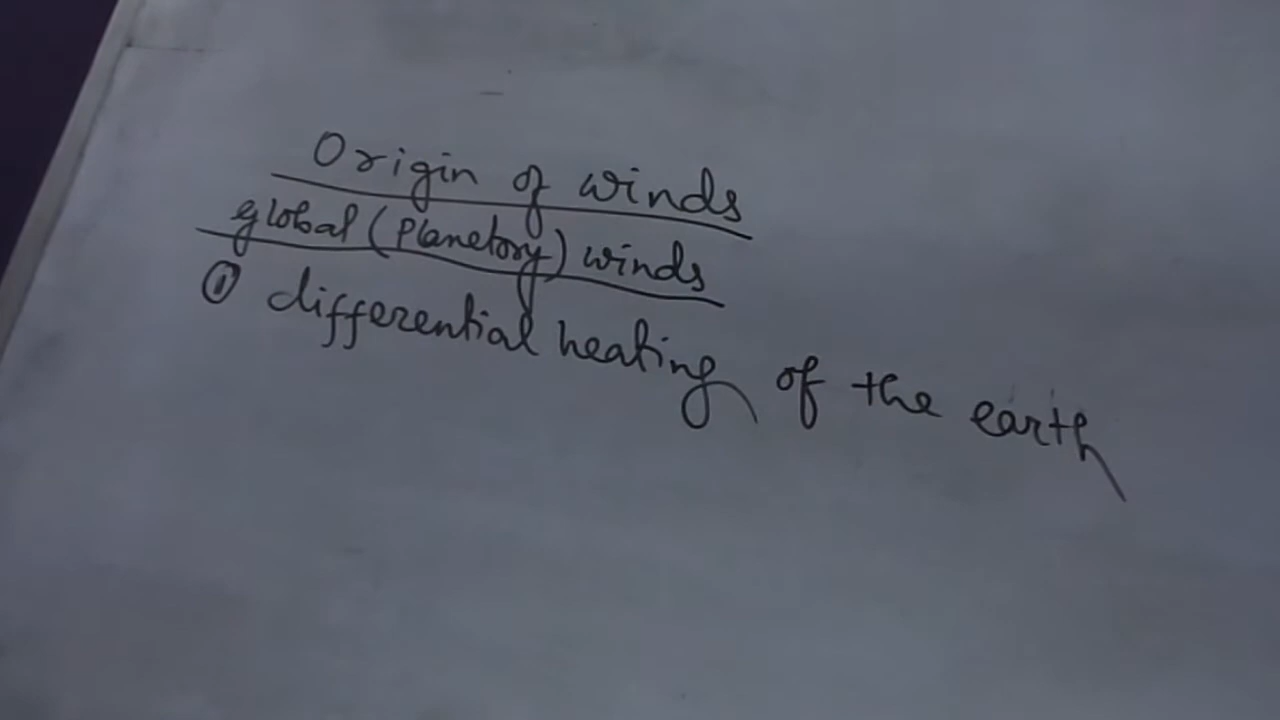 Origin of winds
global (Planetory) winds
① differential heating of the earth